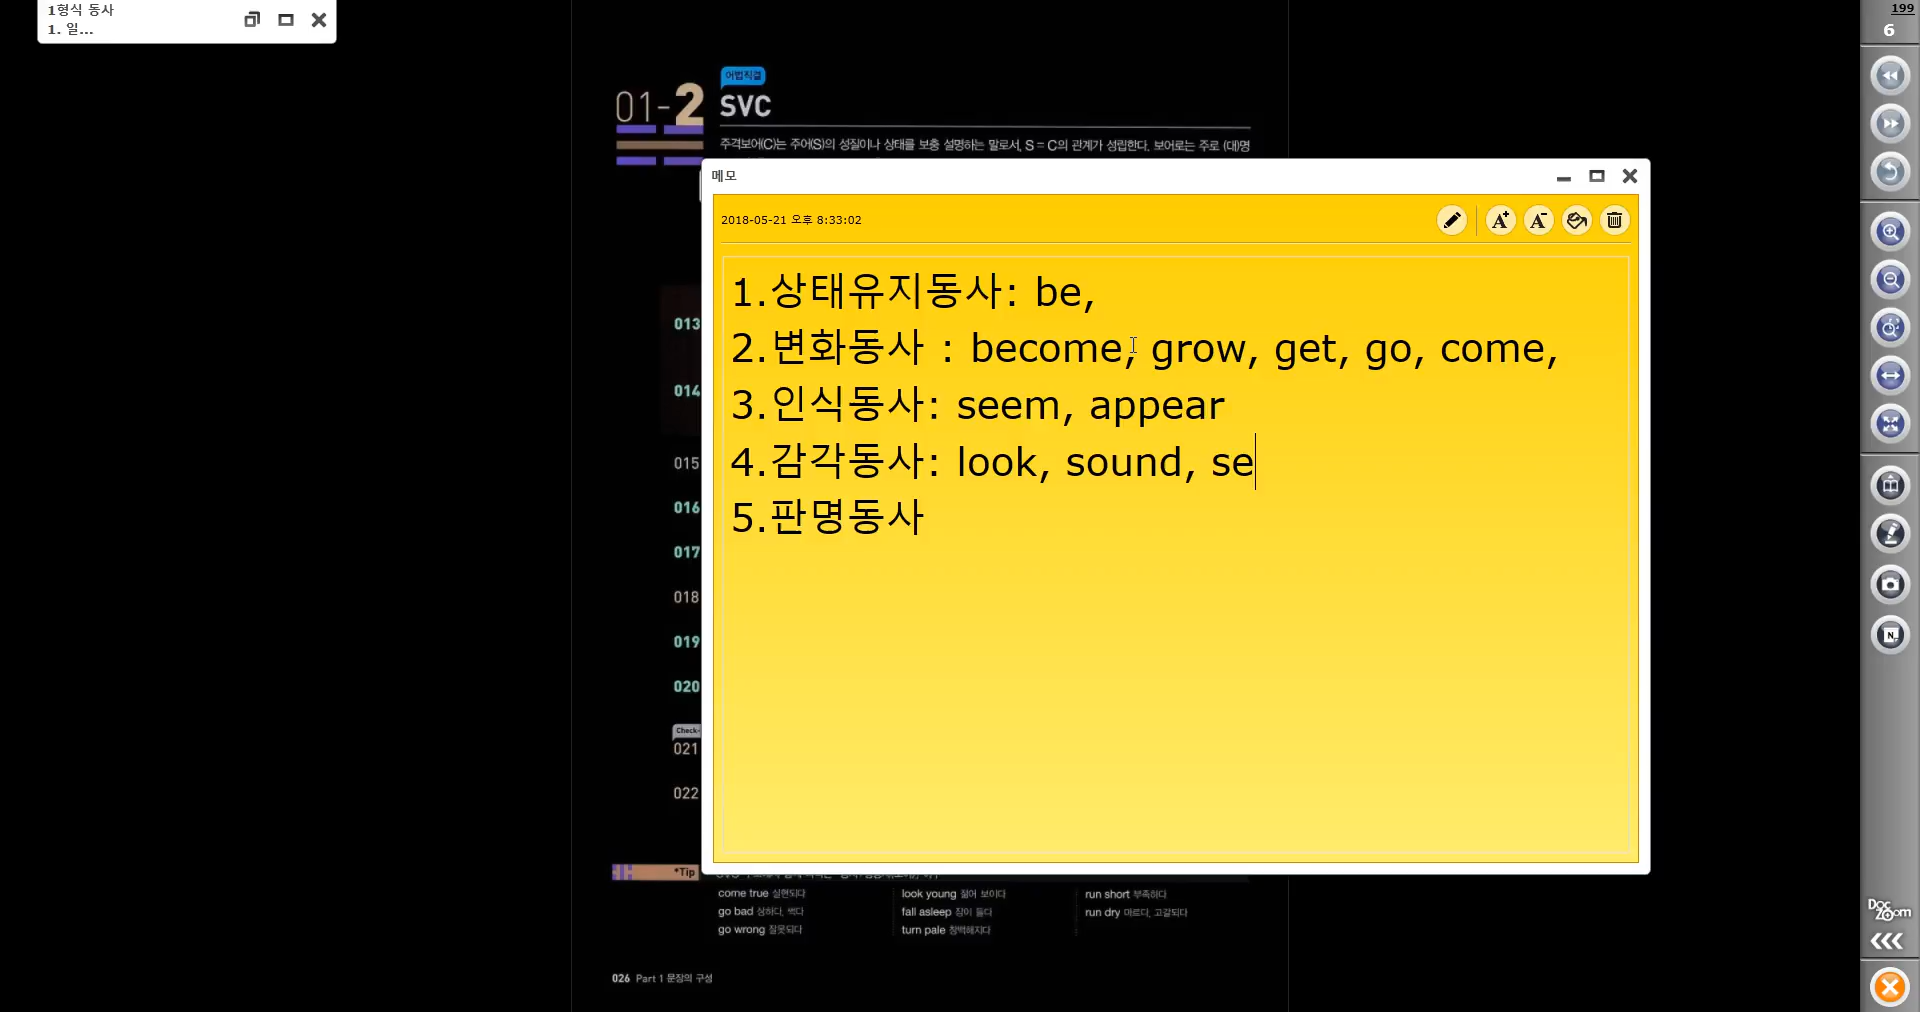 1형식 동사
1. 일...
199
6
어법직결
01-2
SVC
주격보어(C)는 주어(S)의 성질이나 상태를 보충 설명하는 말로서, S = C의 관계가 성립한다. 보어로는 주로 (대)명
메모
2018-05-21 오후 8:33:02
1.상태유지동사: be,
2.변화동사 : become, grow, get, go, come,
3.인식동사: seem, appear
4.감각동사: look, sound, se
5.판명동사
013
014
015
016
017
018
019
020
Check-
021
022
*Tip
come true 실현되다
look young 젊어 보이다
run short 부족하다
go bad 상하다, 썩다
fall asleep 잠이 들다
run dry 마르다, 고갈되다
go wrong 잘못되다
turn pale 창백해지다
026 Part 1 문장의 구성
Doc
Zoom